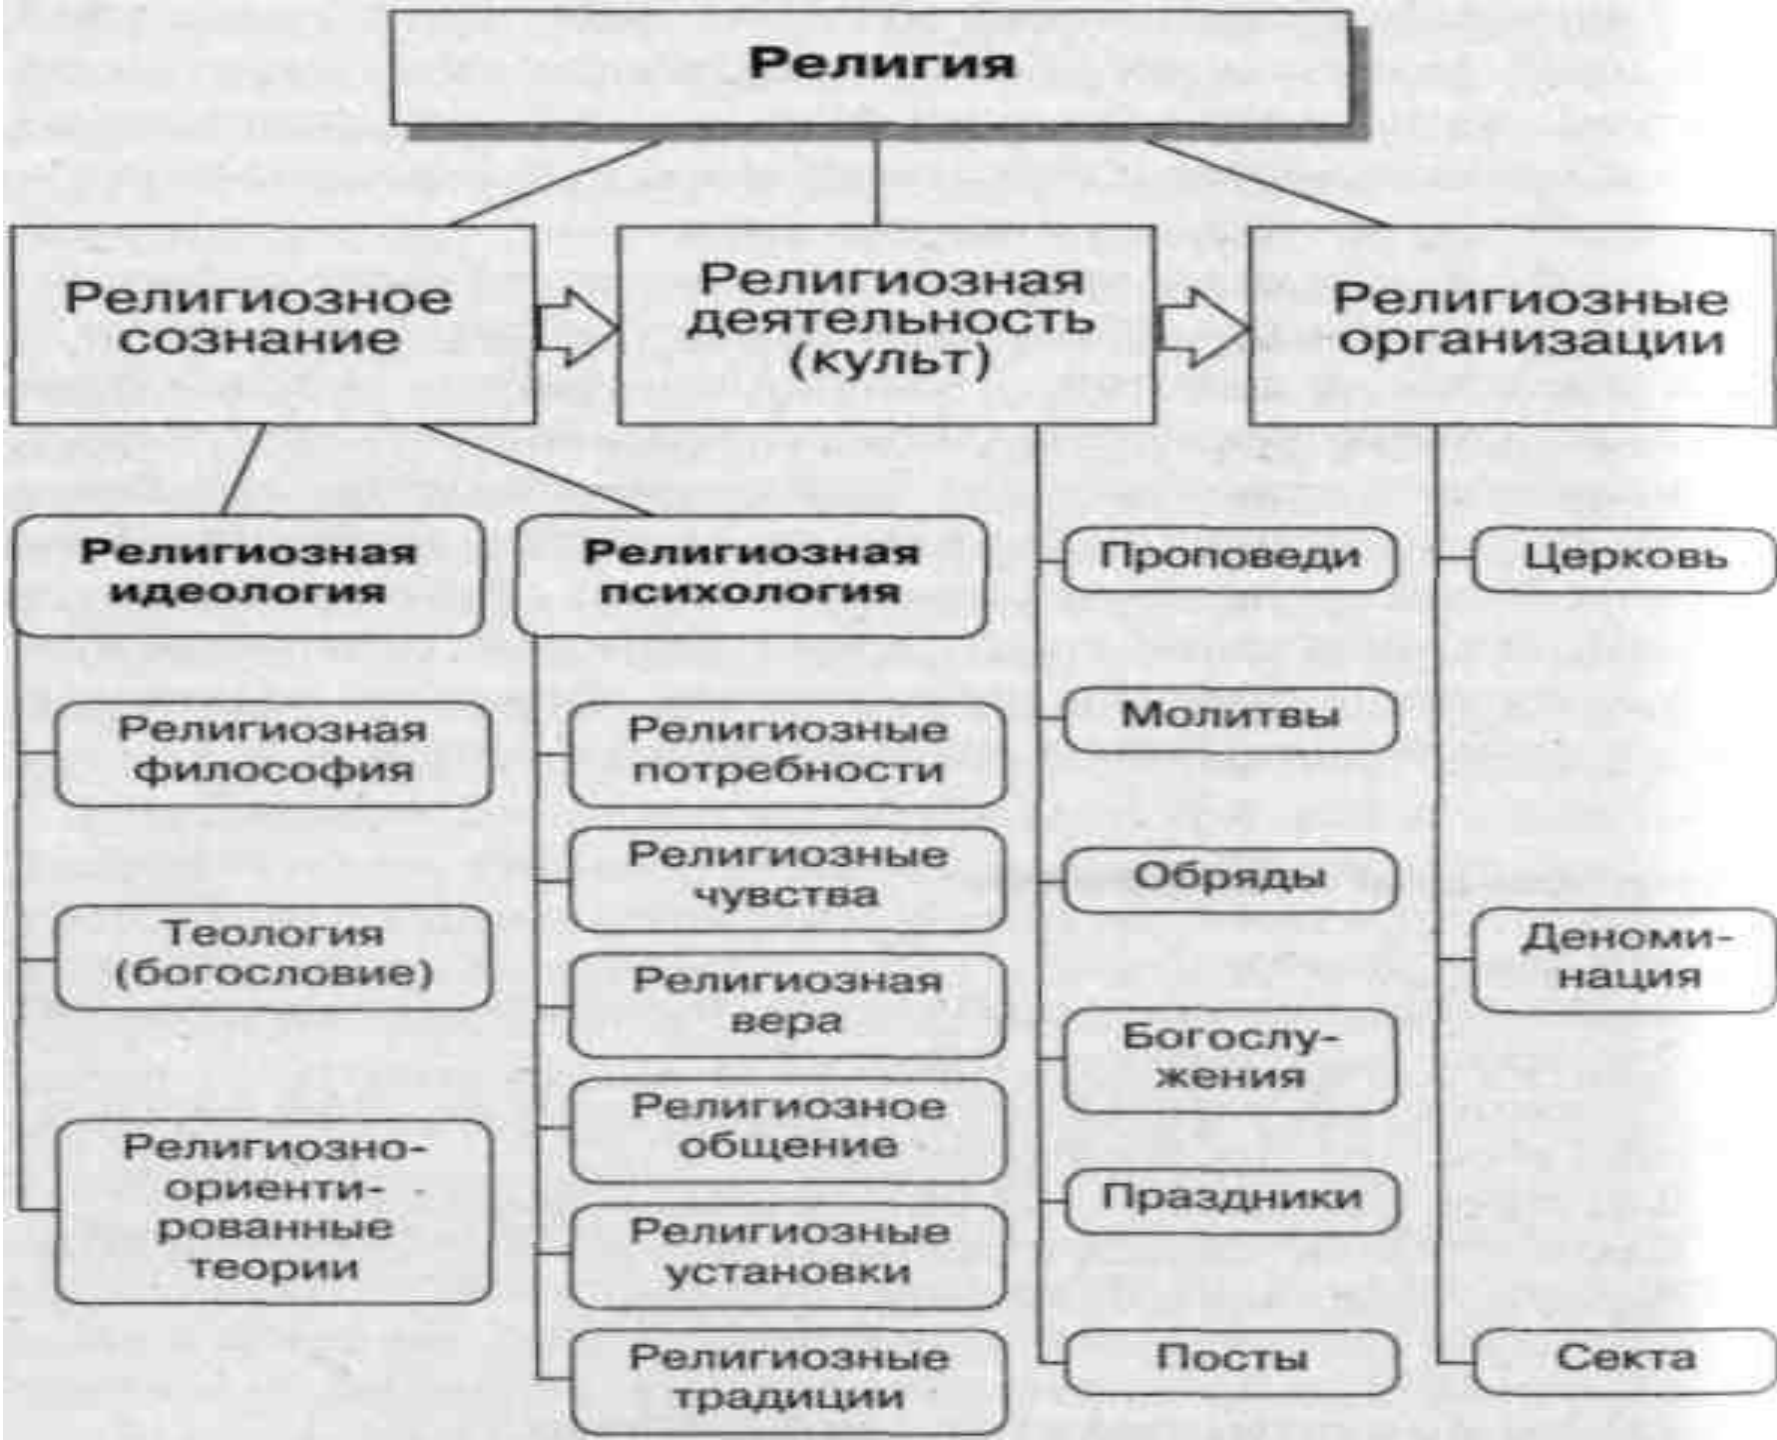 Религия
Религиозное
сознание
Религиозная
деятельность
(культ)
Религиозные
организации
Религиозная
идеология
Религиозная
философия
Теология
(богословие)
Религиозно-
ориенти-
рованные
теории
Религиозная
психология
Религиозные
потребности
Религиозные
чувства
Религиозная
вера
Религиозное
общение
Религиозные
установки
Религиозные
традиции
Проповеди
Молитвы
Обряды
Богослу-
жения
Праздники
Посты
Церковь
Деноми-
нация
Секта